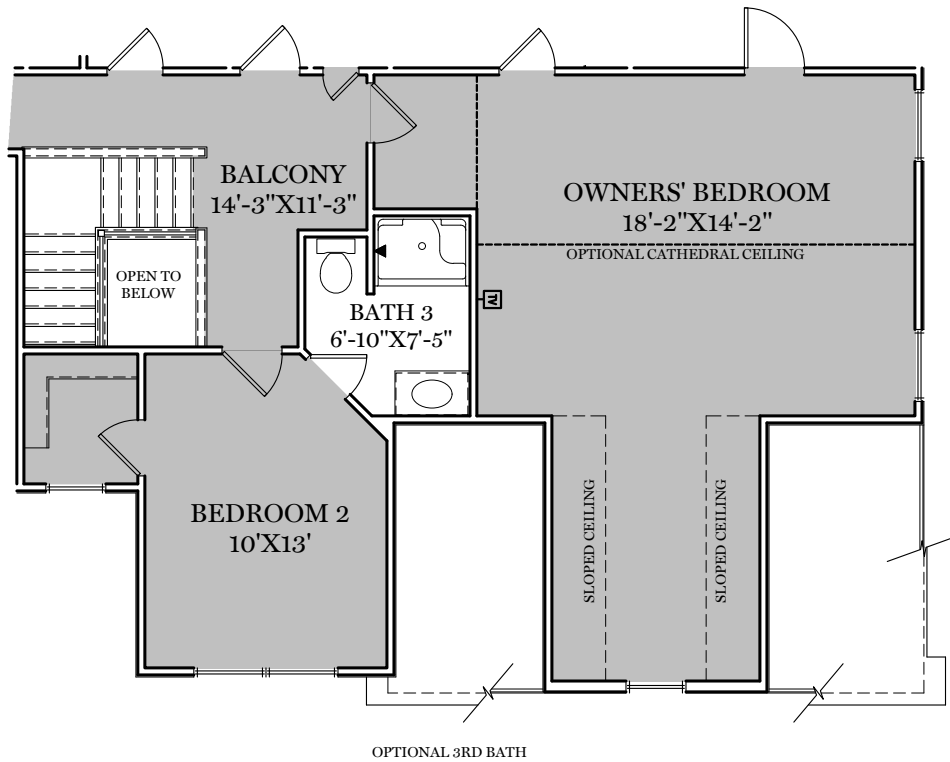 BALCONY
14'-3"X11'-3"
OWNERS' BEDROOM
18'-2"X14'-2"
OPTIONAL CATHEDRAL CEILING
OPEN TO
BELOW
TV
BATH 3
6'-10"X7'-5"
BEDROOM 2
10'X13'
SLOPED CEILING
SLOPED CEILING
OPTIONAL 3RD BATH